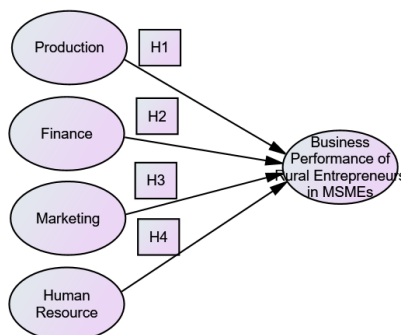 Production
H1
Finance
H2
Marketing
H3
Human
Resource
H4
Business
Performance of
Rural Entrepreneurs
in MSMEs